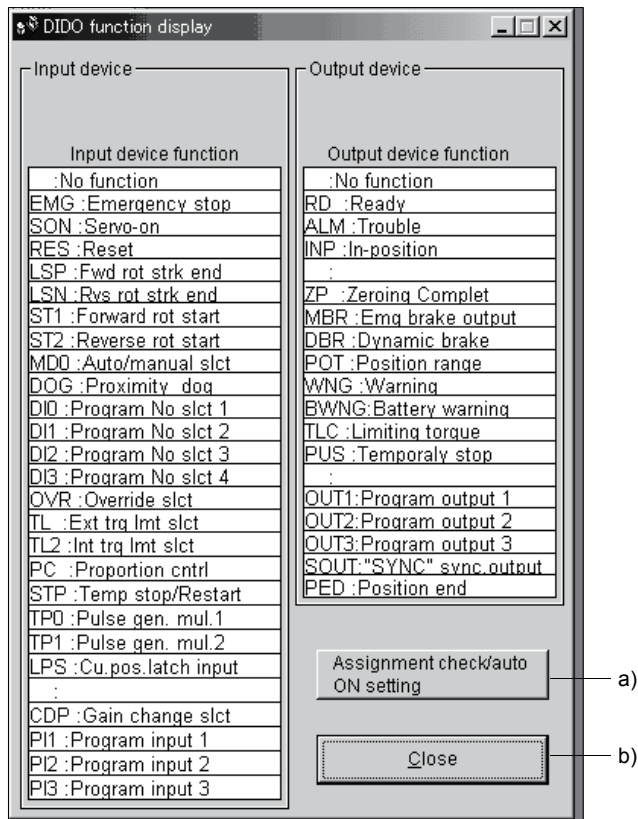 DIDO function display
Input device
Input device function
:No function
EMG :Emergency stop
SON :Servo-on
RES :Reset
LSP :Fwd rot strk end
LSN :Rvs rot strk end
ST1 :Forward rot start
ST2 :Reverse rot start
MD0 :Auto/manual slct
DOG :Proximity dog
DI0 :Program No slct 1
DI1 :Program No slct 2
DI2 :Program No slct 3
DI3 :Program No slct 4
OVR :Override slct
TL :Ext trq lmt slct
TL2 :Int trq lmt slct
PC :Proportion cntrl
STP :Temp stop/Restart
TP0 :Pulse gen. mul.1
TP1 :Pulse gen. mul.2
LPS :Cu.pos.latch input
:
CDP :Gain change slct
PI1 :Program input 1
PI2 :Program input 2
PI3 :Program input 3
Output device
Output device function
:No function
RD :Ready
ALM :Trouble
INP :In-position
:
ZP :Zeroing Complet
MBR :Emg brake output
DBR :Dynamic brake
POT :Position range
WNG :Warning
BWNG:Battery warning
TLC :Limiting torque
PUS :Temporaly stop
:
OUT1:Program output 1
OUT2:Program output 2
OUT3:Program output 3
SOUT:"SYNC" sync.output
PED :Position end
Assignment check/auto
ON setting
a)
Close
b)